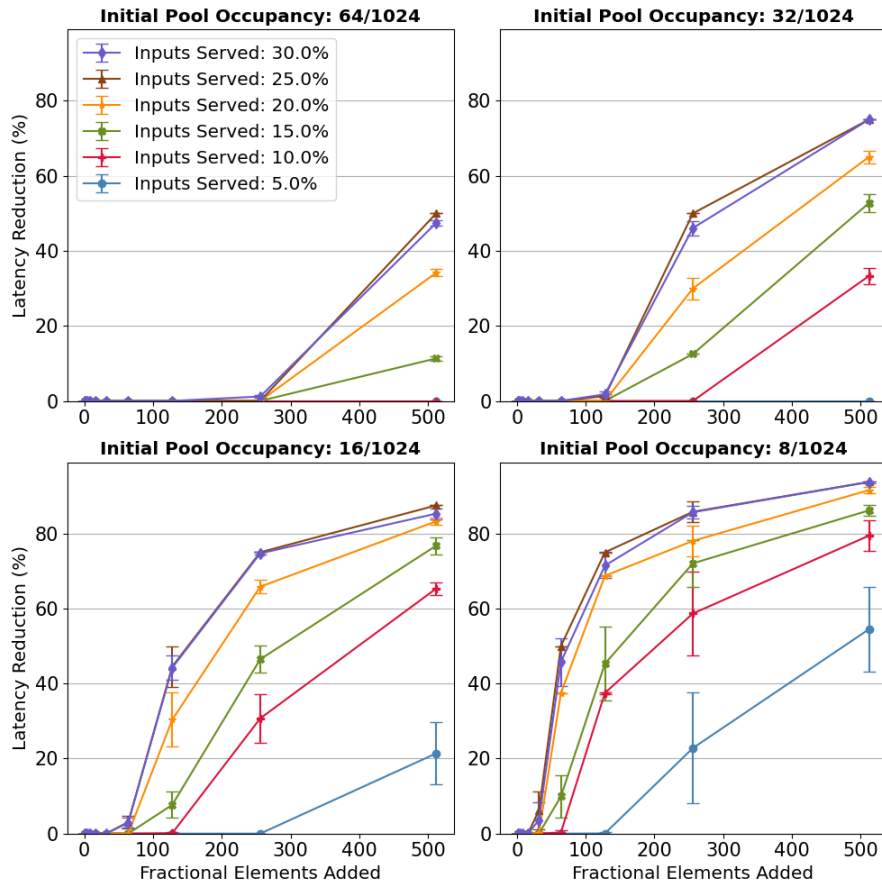 Initial Pool Occupancy: 64/1024
Initial Pool Occupancy: 32/1024
Latency Reduction (%)
80
60
40
20
0
Inputs Served: 30.0%
Inputs Served: 25.0%
Inputs Served: 20.0%
Inputs Served: 15.0%
Inputs Served: 10.0%
Inputs Served: 5.0%
0 100 200 300 400 500
80
60
40
20
0
0 100 200 300 400 500
Initial Pool Occupancy: 16/1024
Initial Pool Occupancy: 8/1024
Latency Reduction (%)
80
60
40
20
0
0 100 200 300 400 500
Fractional Elements Added
80
60
40
20
0
0 100 200 300 400 500
Fractional Elements Added